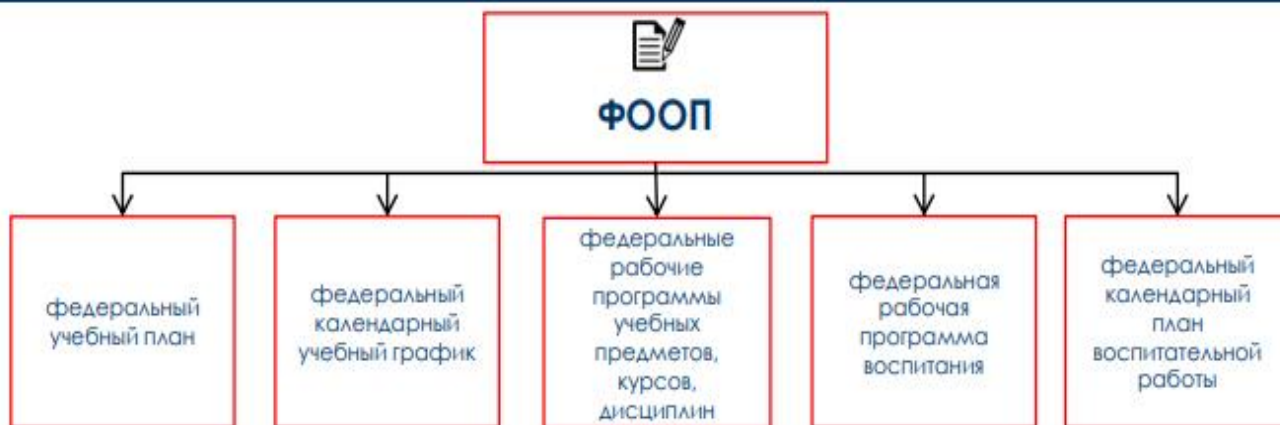 ФООП
федеральный
учебный план
федеральный
календарный
учебный график
федеральные
рабочие
программы
учебных
предметов,
курсов,
дисциплин
федеральная
рабочая
программа
воспитания
федеральный
календарный
план
воспитательной
работы